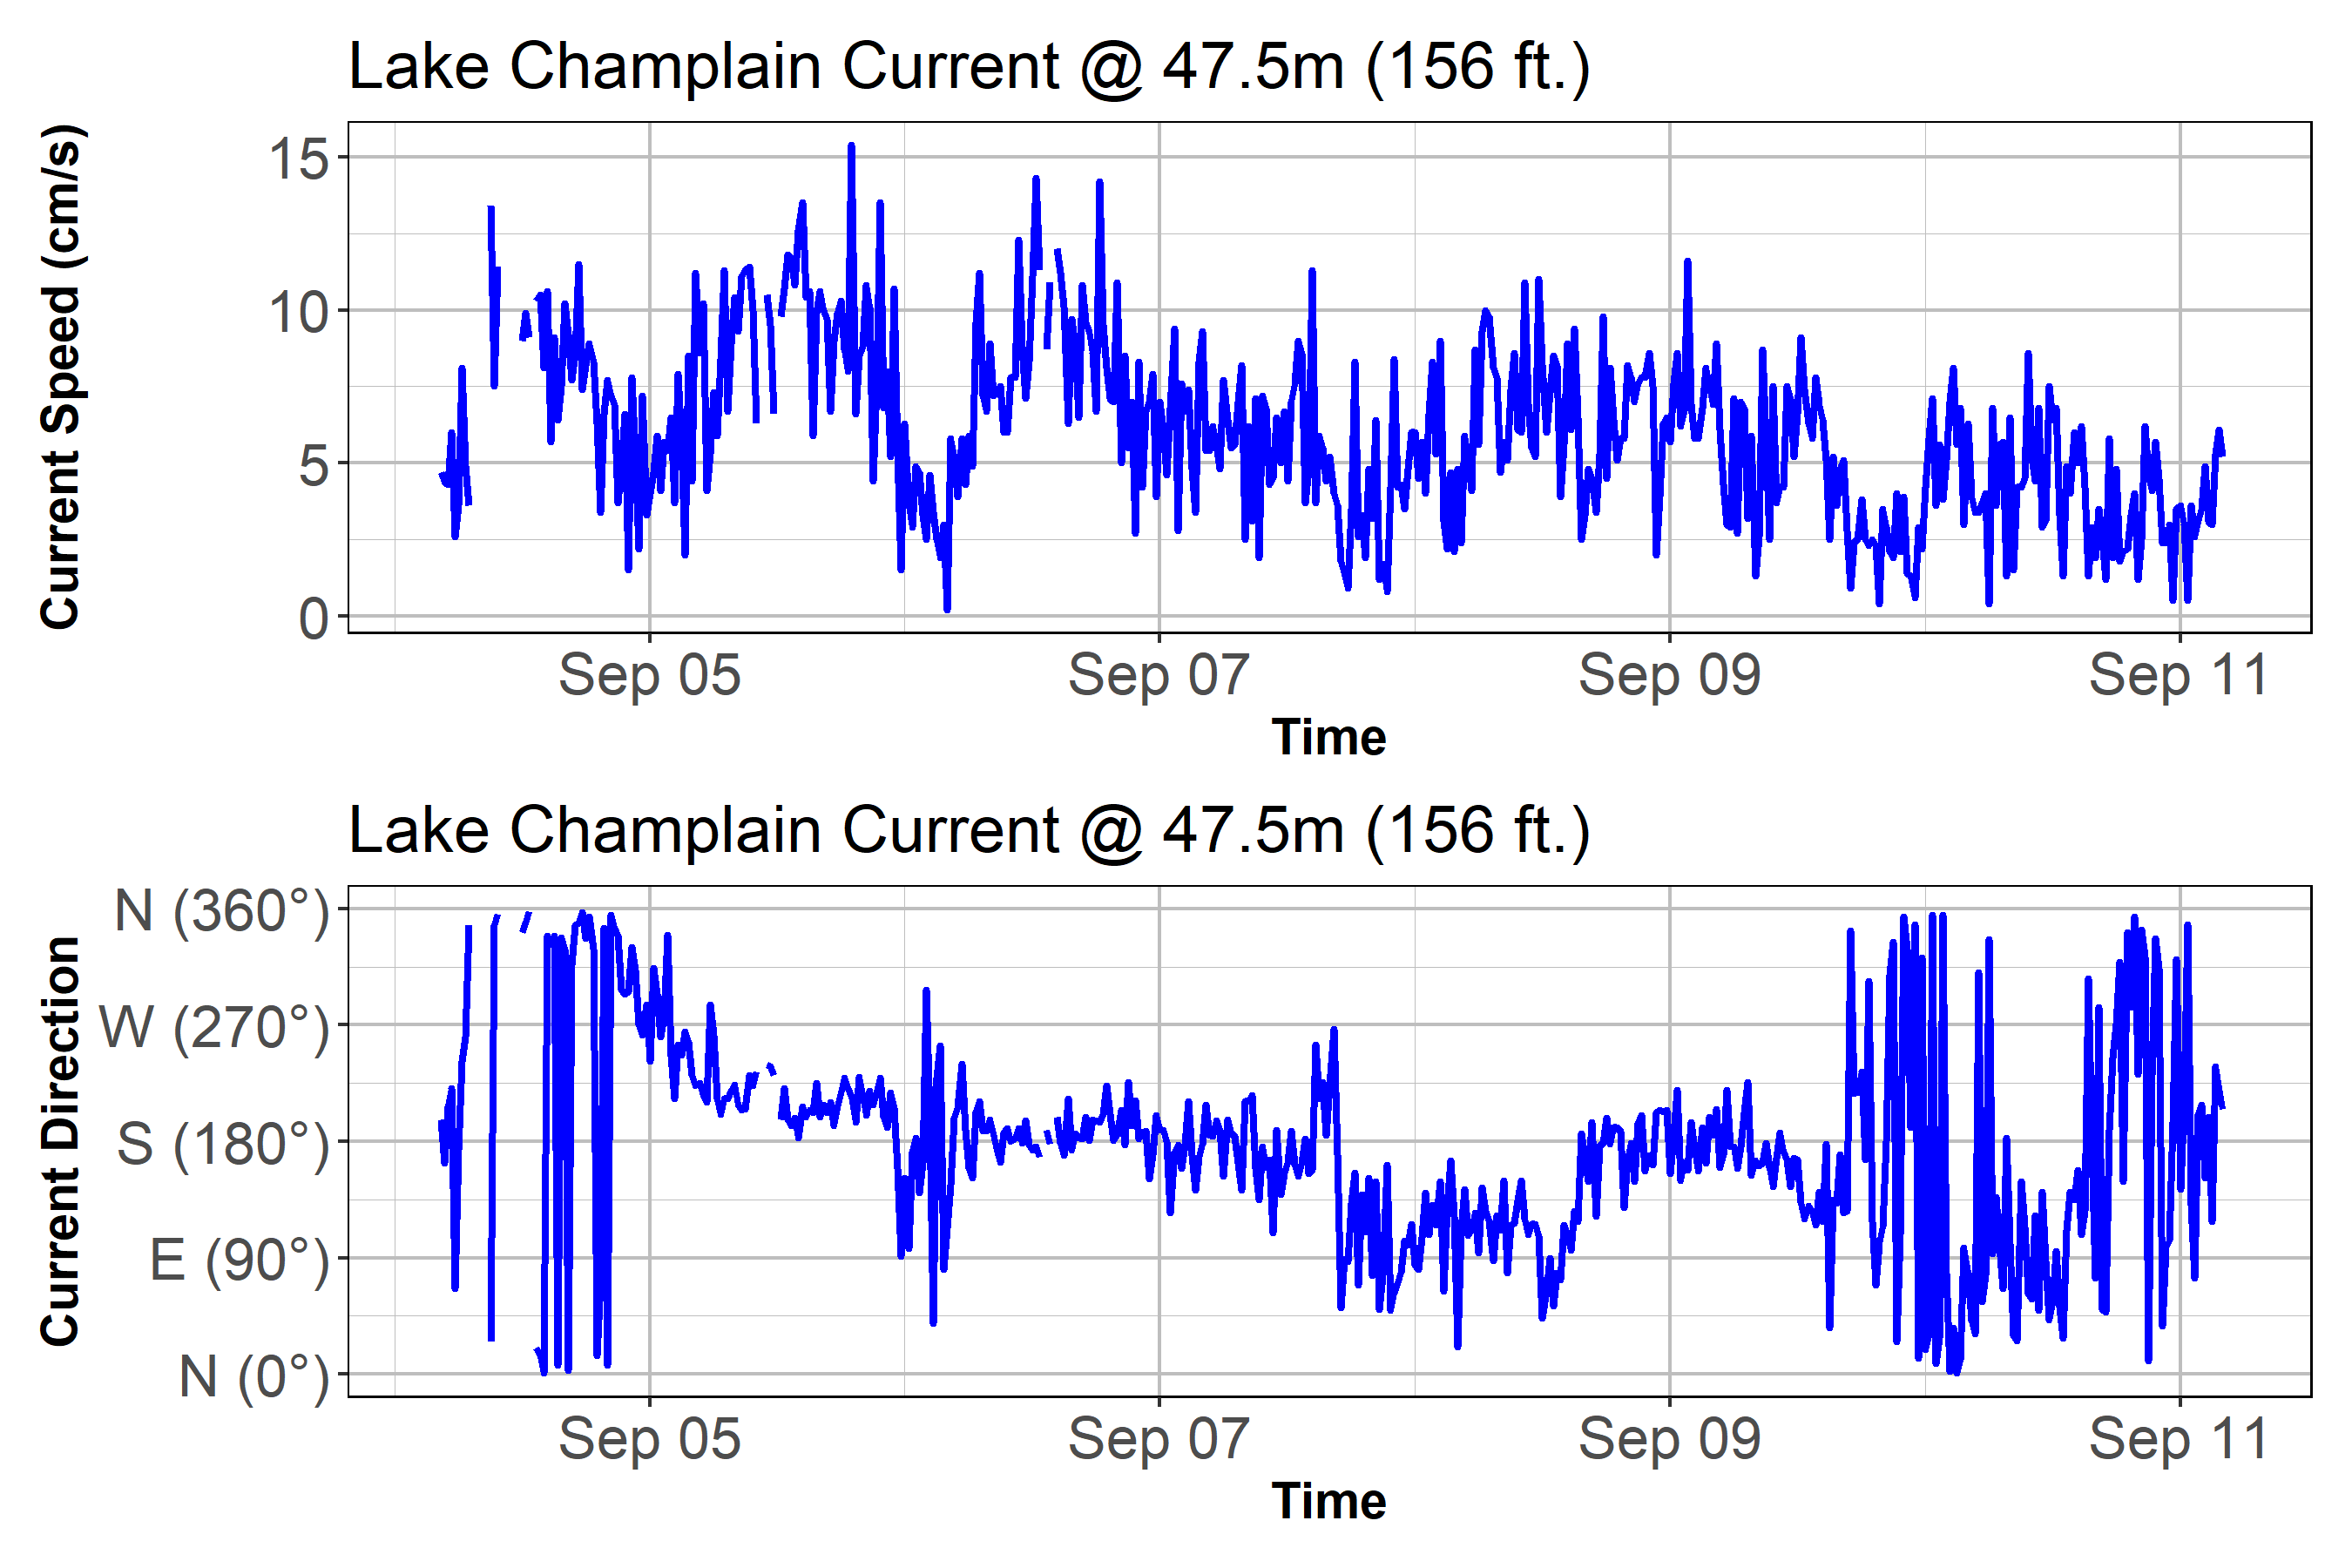 Lake Champlain Current @ 47.5m (156 ft.)
Current Speed (cm/s)
15
10
5
0
Sep 05 Sep 07 Sep 09 Sep 11
Time
Lake Champlain Current @ 47.5m (156 ft.)
Current Direction
N (360°)
W (270°)
S (180°)
E (90°)
N (0°)
Sep 05 Sep 07 Sep 09 Sep 11
Time